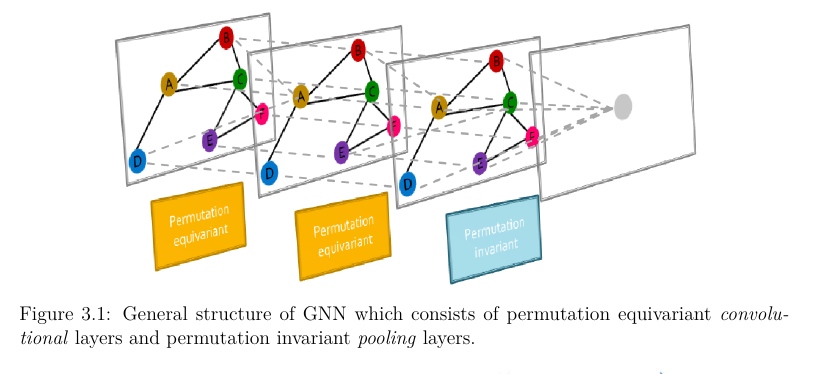 B
A
C
F
E
D
B
A
C
F
E
D
B
A
C
F
E
D
Permutation
equivariant
Permutation
equivariant
Permutation
invariant
Figure 3.1: General structure of GNN which consists of permutation equivariant convolu-
tional layers and permutation invariant pooling layers.